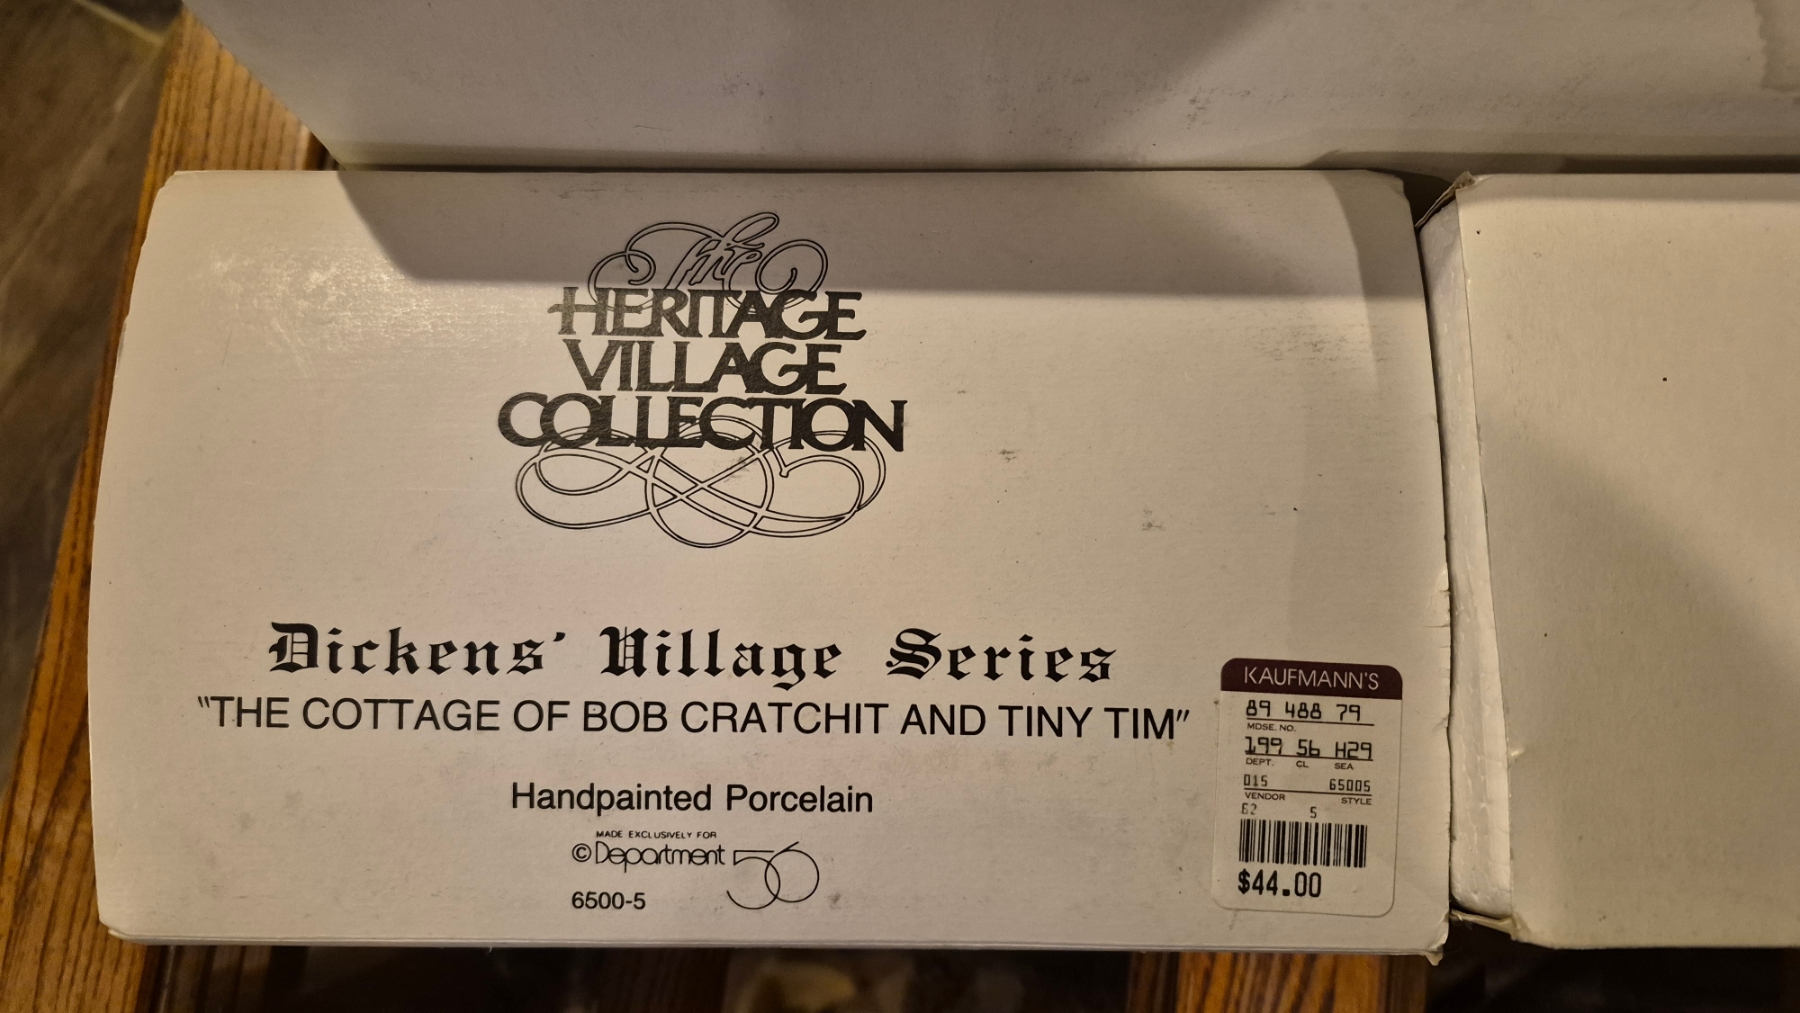 The
HERITAGE
VILLAGE
COLLECTION
Dickens' Village Series
"THE COTTAGE OF BOB CRATCHIT AND TINY TIM"
Handpainted Porcelain
MADE EXCLUSIVELY FOR
©Department 56
6500-5
KAUFMANN'S
89 488 79
MDSE. NO.
199 56 H29
DEPT. CL SEA
015 65005
VENDOR STYLE
62 5
$44.00